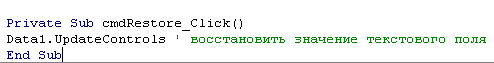 Private Sub cmdRestore_Click()
Data1.UpdateControls ' восстановить значение текстового поля
End Sub